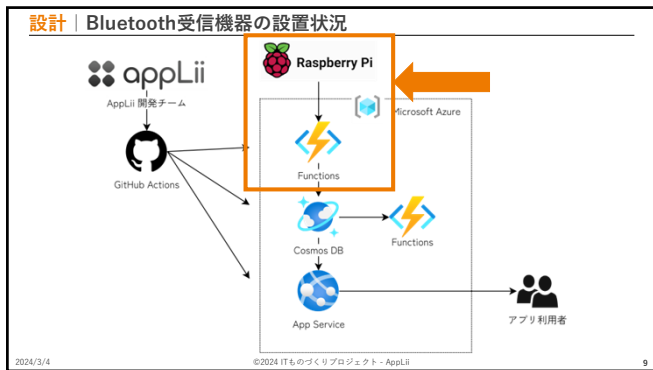 設計｜Bluetooth受信機器の設置状況
appLii
AppLii 開発チーム
GitHub Actions
Raspberry Pi
Microsoft Azure
Functions
Cosmos DB
Functions
App Service
アプリ利用者
2024/3/4
©2024 ITものづくりプロジェクト - AppLii
9